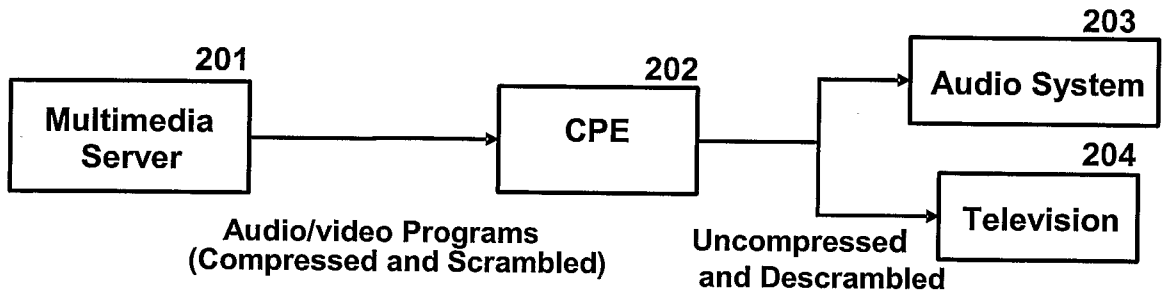 201
Multimedia
Server
202
CPE
203
Audio System
204
Television
Audio/video Programs
(Compressed and Scrambled)
Uncompressed
and Descrambled